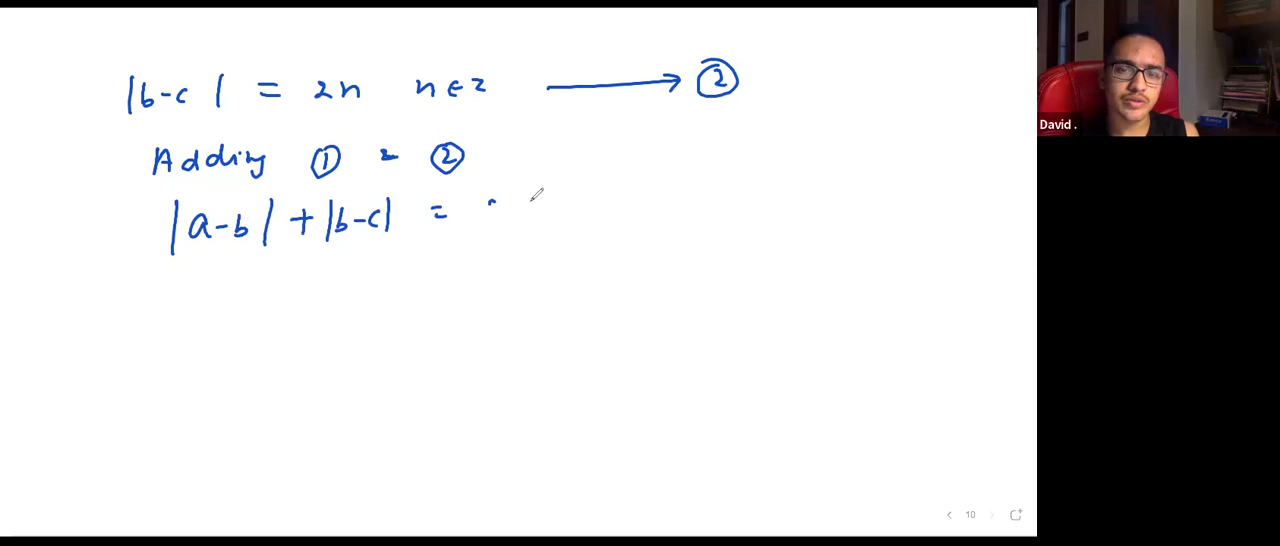 |b-c| = 2n n∈z ⟶ ②
Adding ① & ②
|a-b| + |b-c| =
David .
10